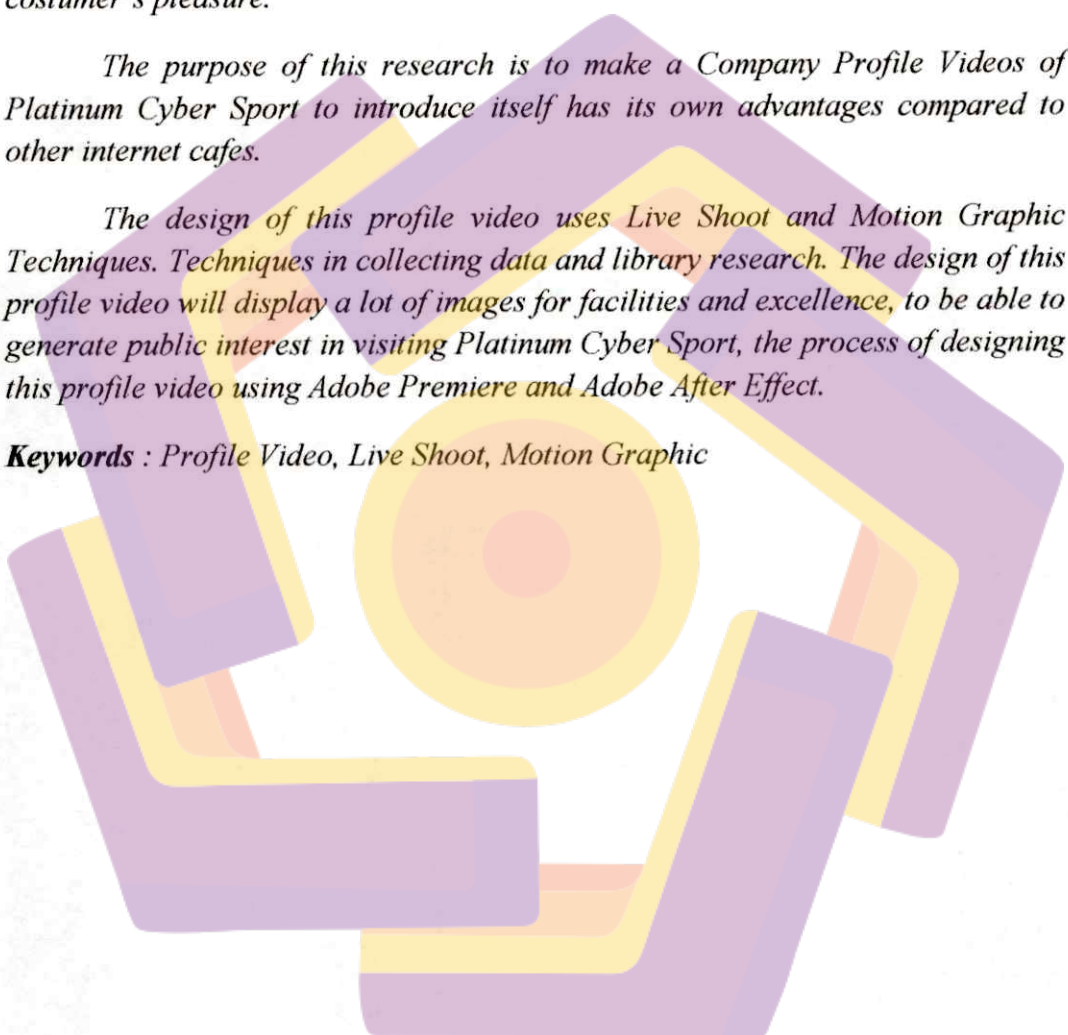 costumer's pleasure.
The purpose of this research is to make a Company Profile Videos of
Platinum Cyber Sport to introduce itself has its own advantages compared to
other internet cafes.
The design of this profile video uses Live Shoot and Motion Graphic
Techniques. Techniques in collecting data and library research. The design of this
profile video will display a lot of images for facilities and excellence, to be able to
generate public interest in visiting Platinum Cyber Sport, the process of designing
this profile video using Adobe Premiere and Adobe After Effect.
Keywords : Profile Video, Live Shoot, Motion Graphic